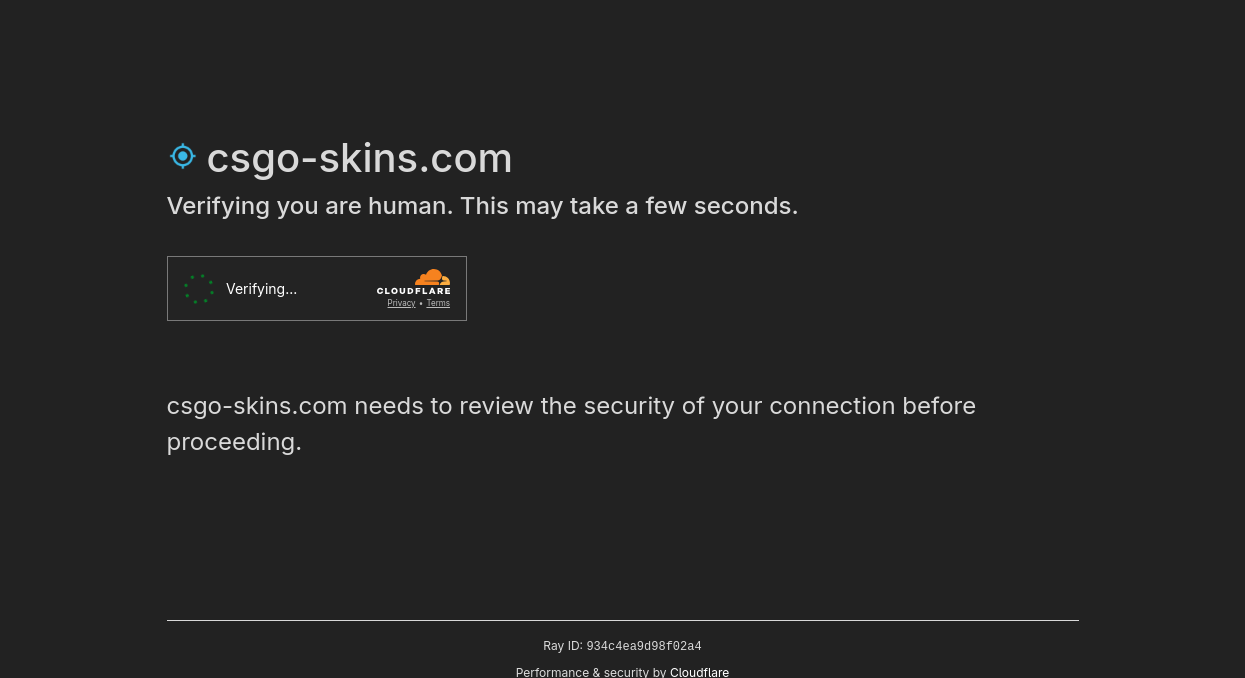 csgo-skins.com
Verifying you are human. This may take a few seconds.
Verifying...
CLOUDFLARE
Privacy • Terms
csgo-skins.com needs to review the security of your connection before
proceeding.
Ray ID: 934c4ea9d98f02a4
Performance & security by Cloudflare